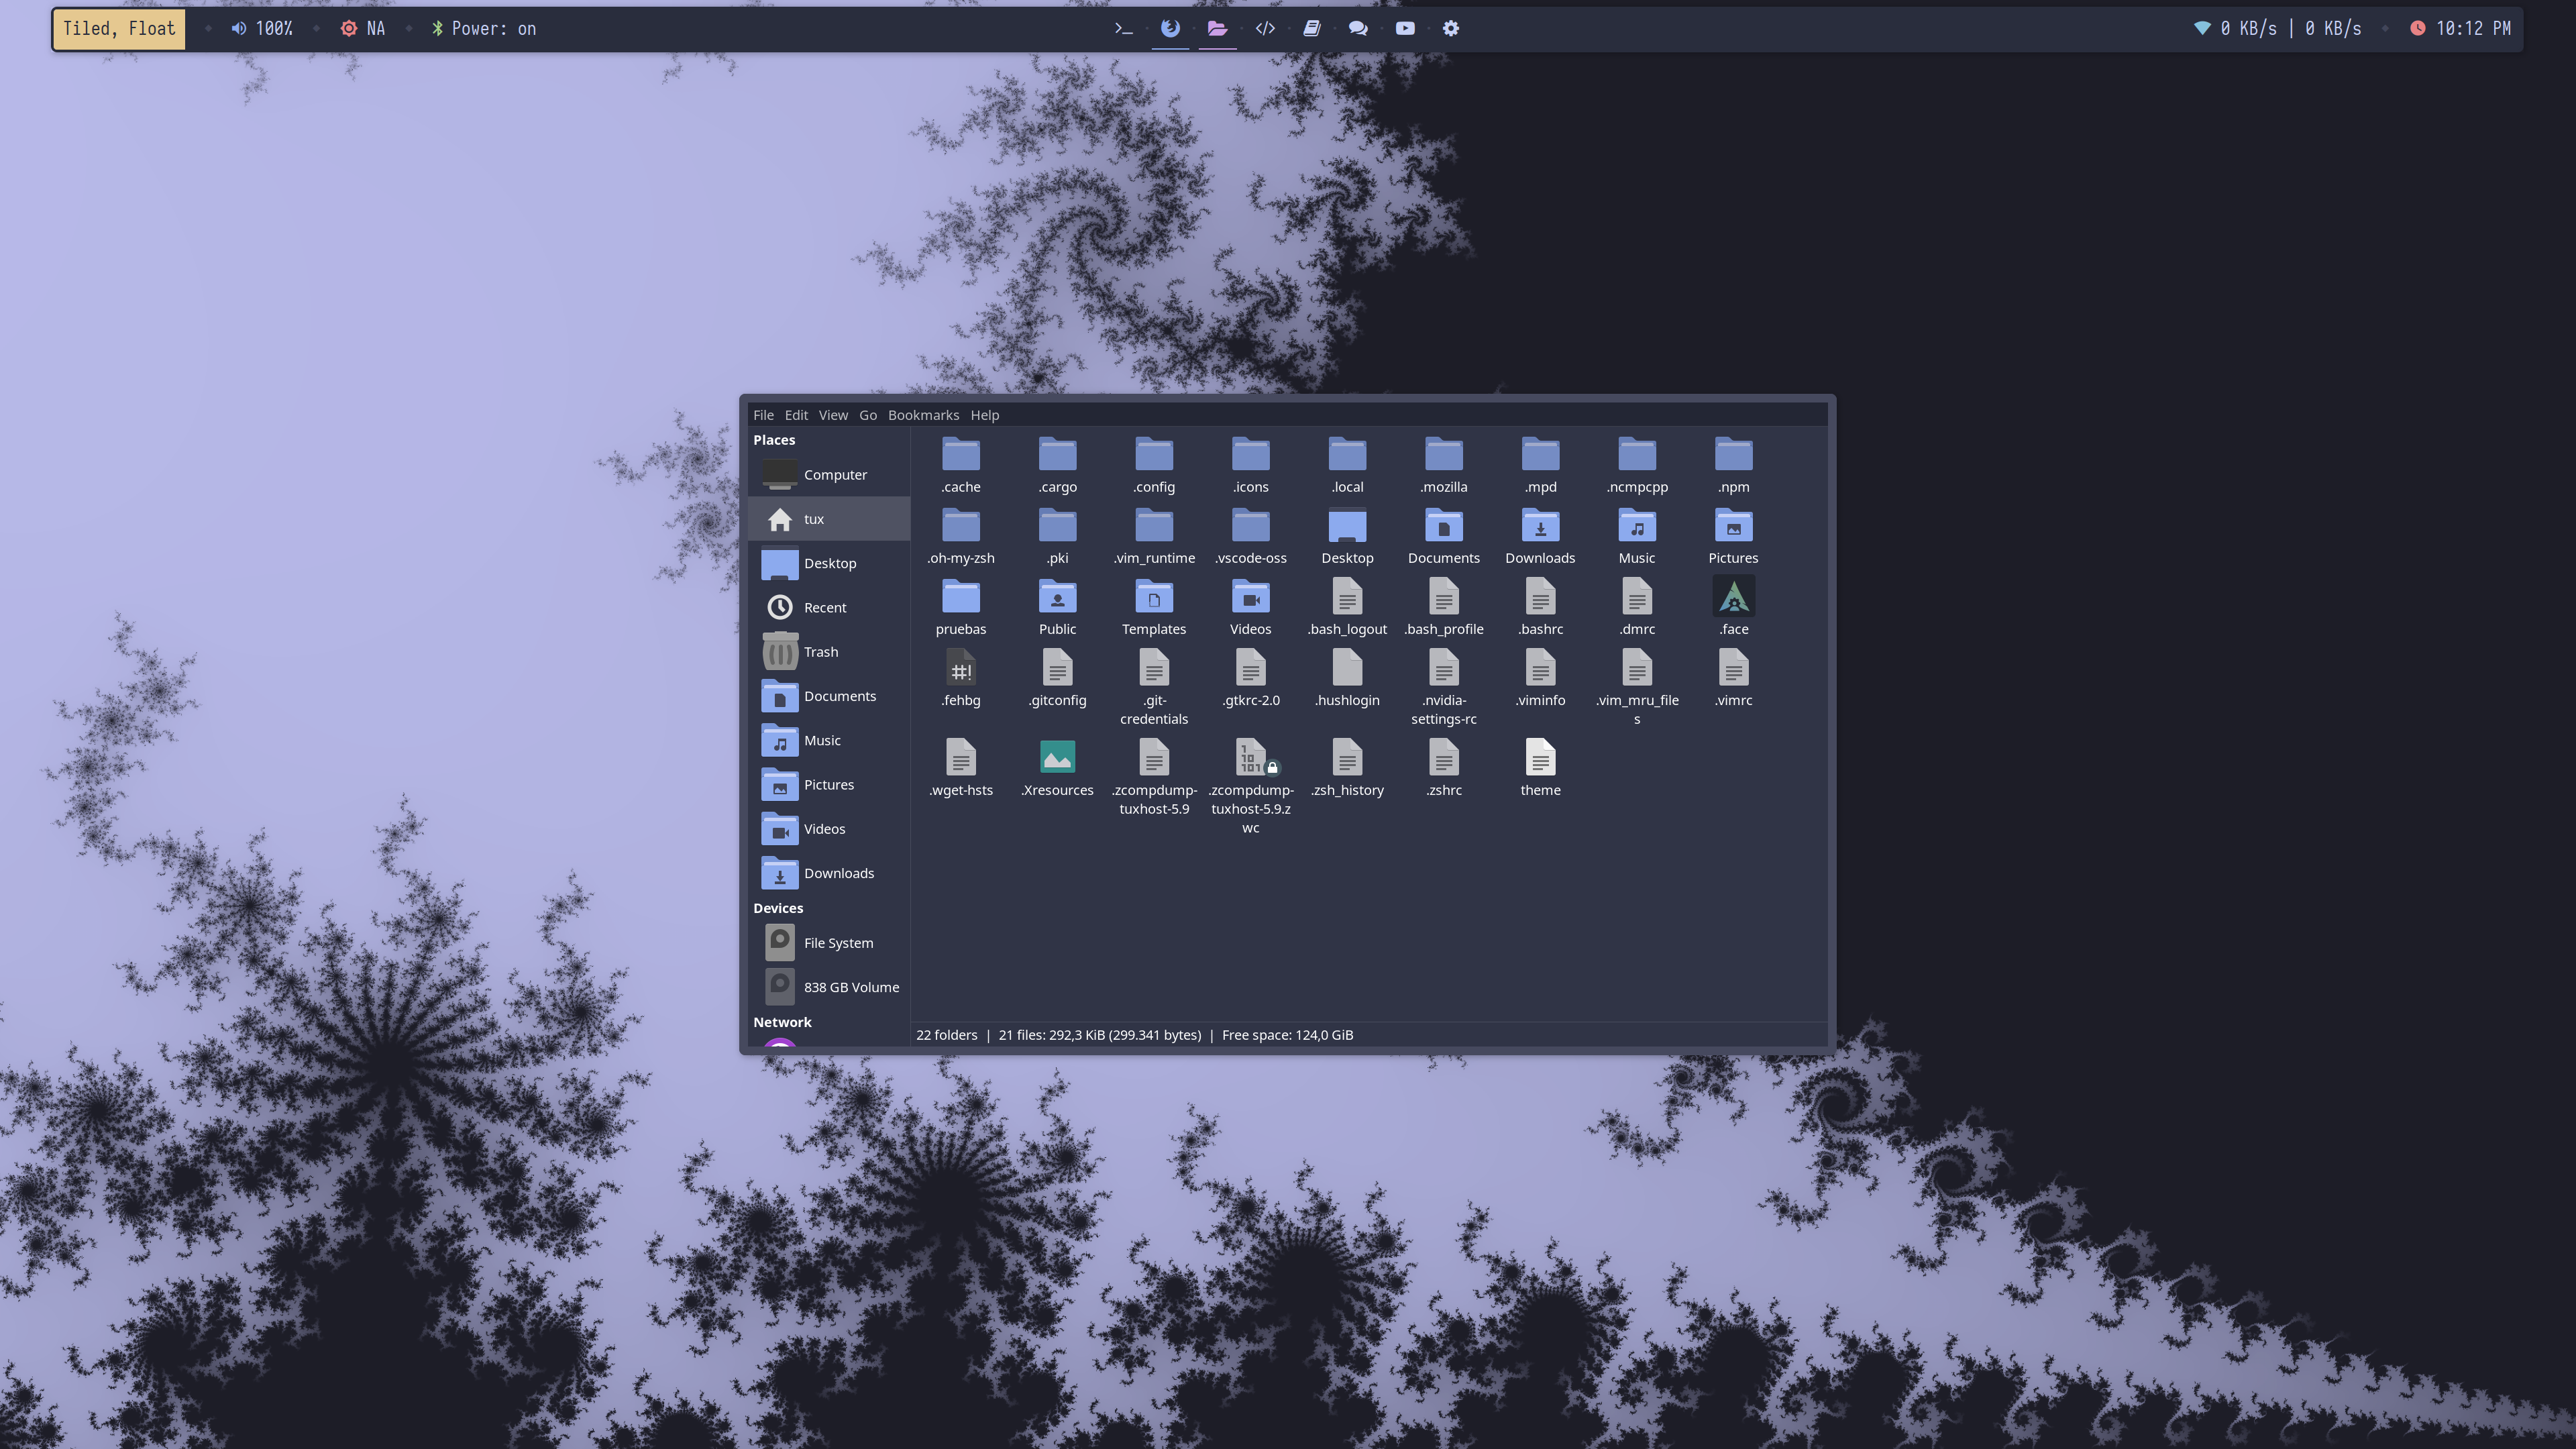 Tiled, Float 100% NA Power: on 0 KB/s | 0 KB/s 10:12 PM
File Edit View Go Bookmarks Help
Places
Computer
tux
Desktop
Recent
Trash
Documents
Music
Pictures
Videos
Downloads
Devices
File System
838 GB Volume
Network
.cache .cargo .config .icons .local .mozilla .mpd .ncmpcpp .npm
.oh-my-zsh .pki .vim_runtime .vscode-oss Desktop Documents Downloads Music Pictures
pruebas Public Templates Videos .bash_logout .bash_profile .bashrc .dmrc .face
#!
.fehbg .gitconfig .git- .gtkrc-2.0 .hushlogin .nvidia- .viminfo .vim_mru_file .vimrc
credentials settings-rc s
.wget-hsts .Xresources .zcompdump- .zcompdump- .zsh_history .zshrc theme
tuxhost-5.9 tuxhost-5.9.z
wc
22 folders | 21 files: 292,3 KiB (299.341 bytes) | Free space: 124,0 GiB